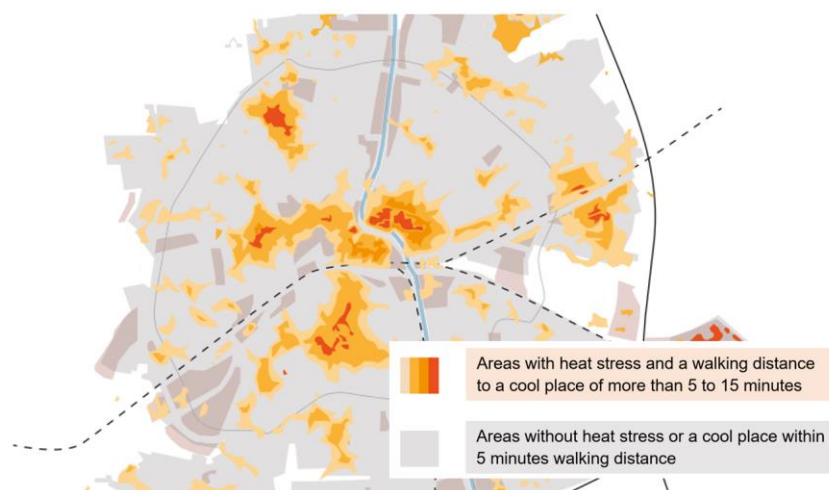 Areas with heat stress and a walking distance
to a cool place of more than 5 to 15 minutes
Areas without heat stress or a cool place within
5 minutes walking distance